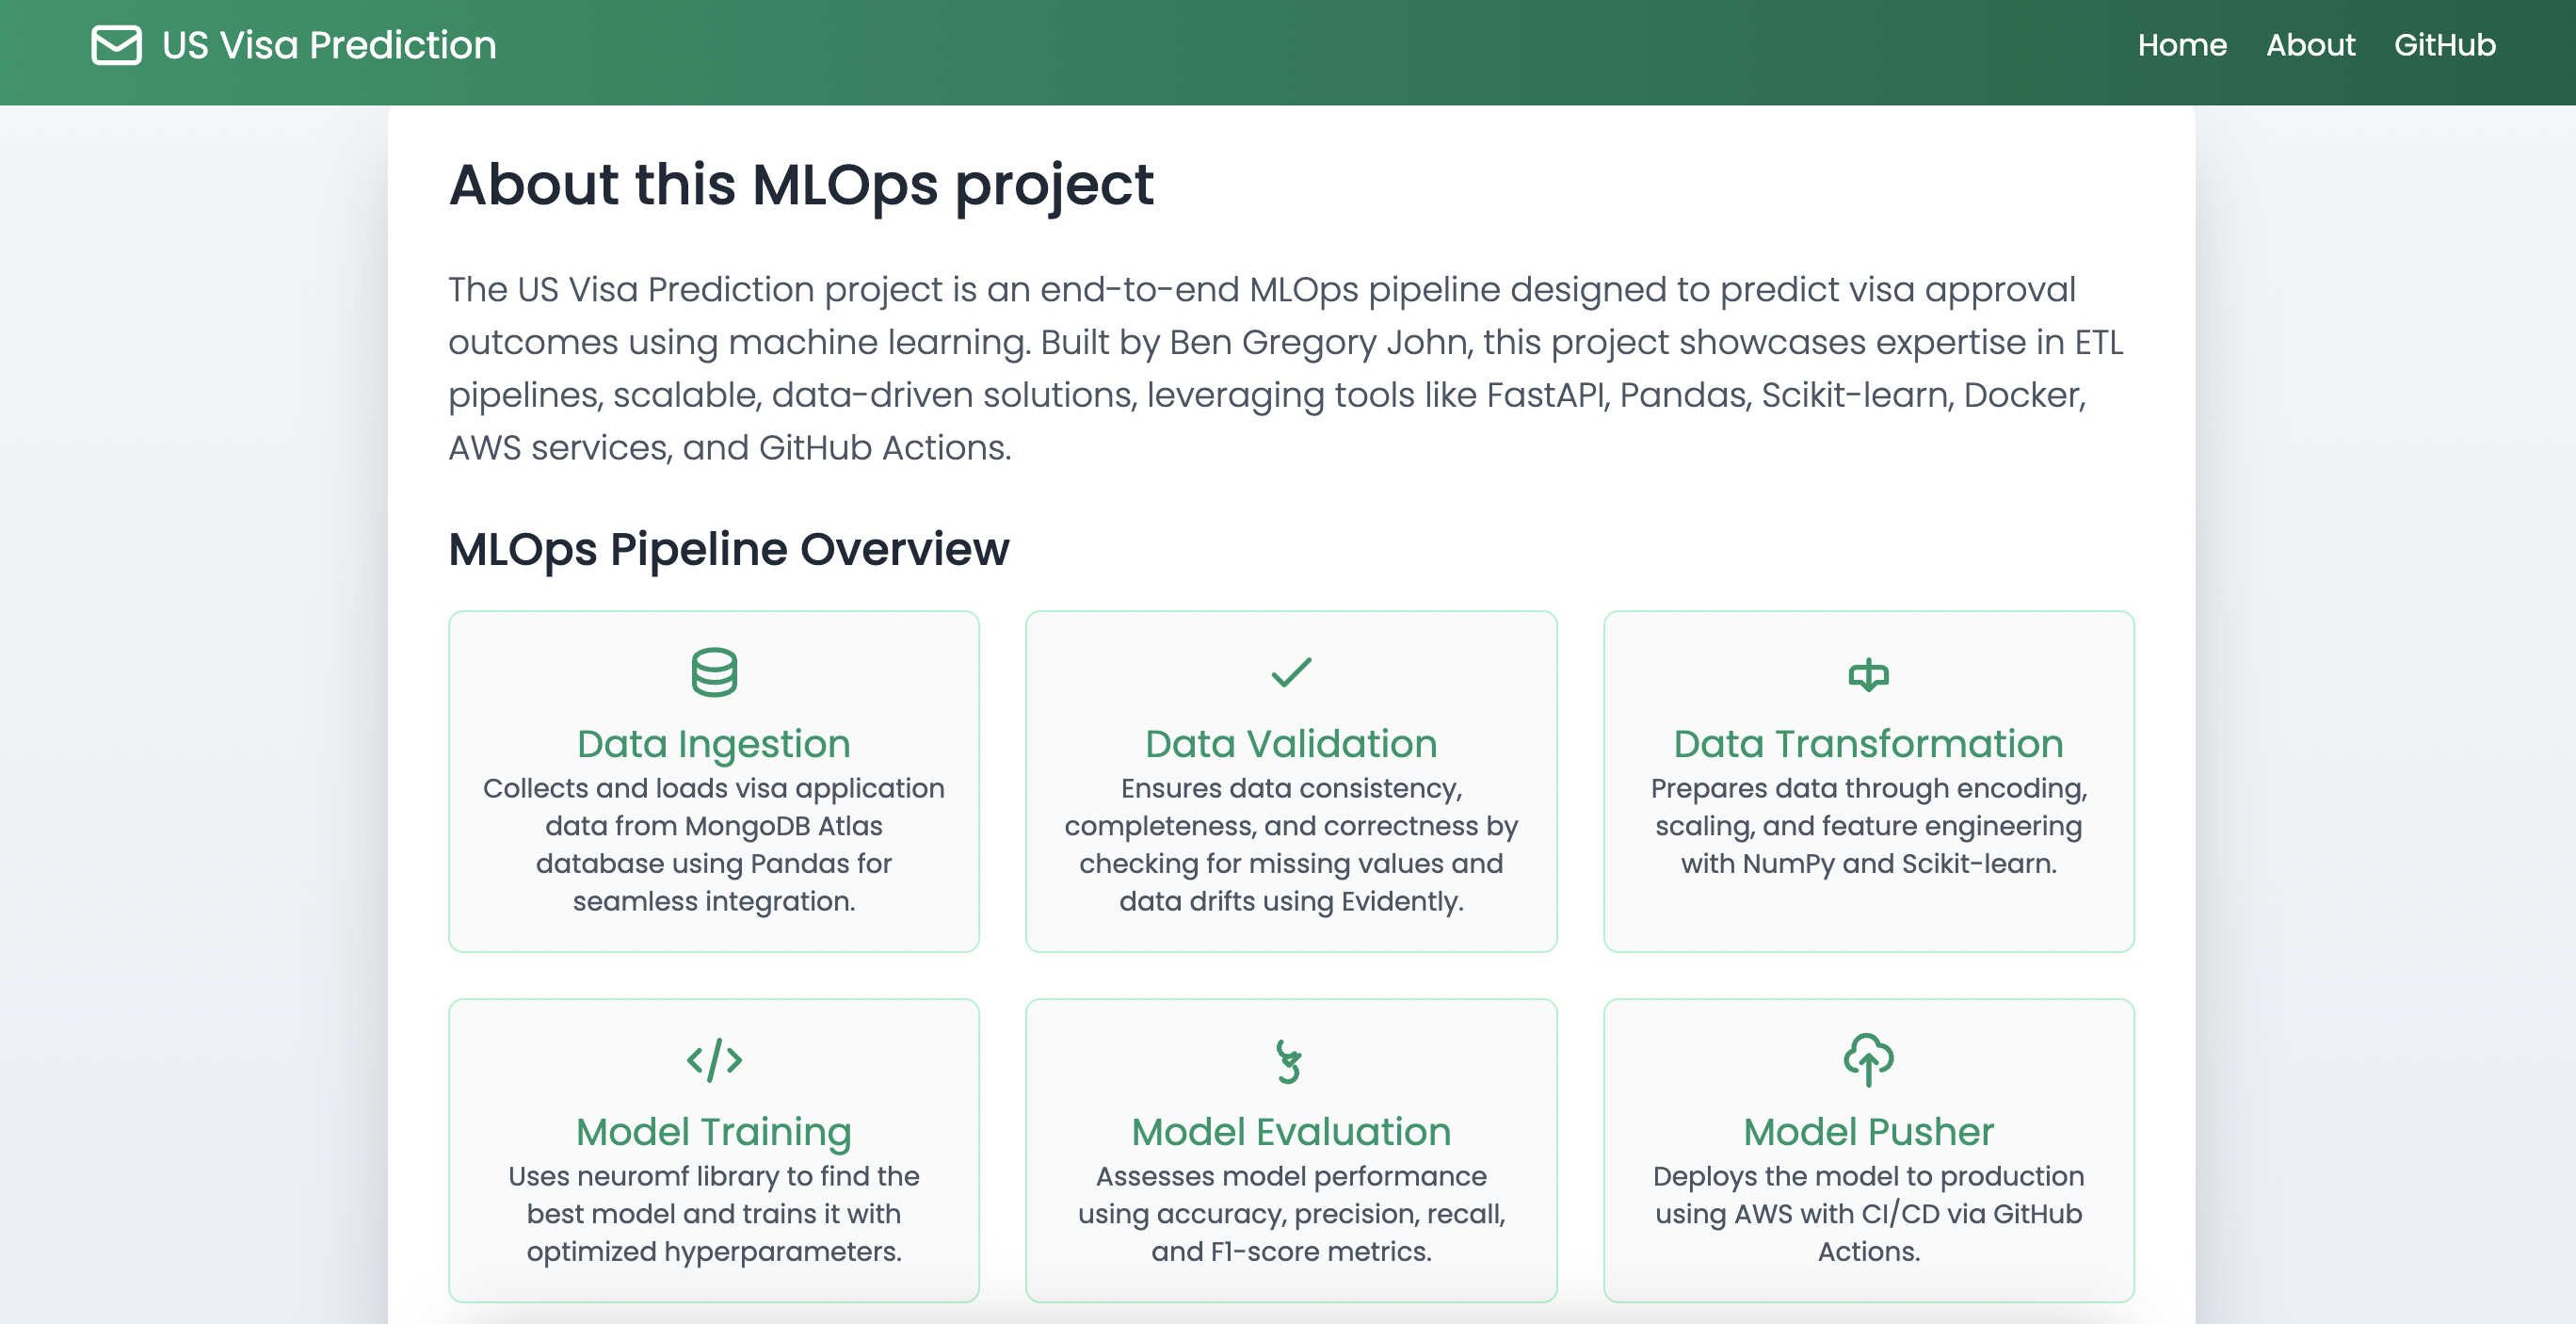 US Visa Prediction
Home About GitHub
About this MLOps project
The US Visa Prediction project is an end-to-end MLOps pipeline designed to predict visa approval
outcomes using machine learning. Built by Ben Gregory John, this project showcases expertise in ETL
pipelines, scalable, data-driven solutions, leveraging tools like FastAPI, Pandas, Scikit-learn, Docker,
AWS services, and GitHub Actions.
MLOps Pipeline Overview
Data Ingestion
Collects and loads visa application
data from MongoDB Atlas
database using Pandas for
seamless integration.
Data Validation
Ensures data consistency,
completeness, and correctness by
checking for missing values and
data drifts using Evidently.
Data Transformation
Prepares data through encoding,
scaling, and feature engineering
with NumPy and Scikit-learn.
Model Training
Uses neuromf library to find the
best model and trains it with
optimized hyperparameters.
Model Evaluation
Assesses model performance
using accuracy, precision, recall,
and F1-score metrics.
Model Pusher
Deploys the model to production
using AWS with CI/CD via GitHub
Actions.